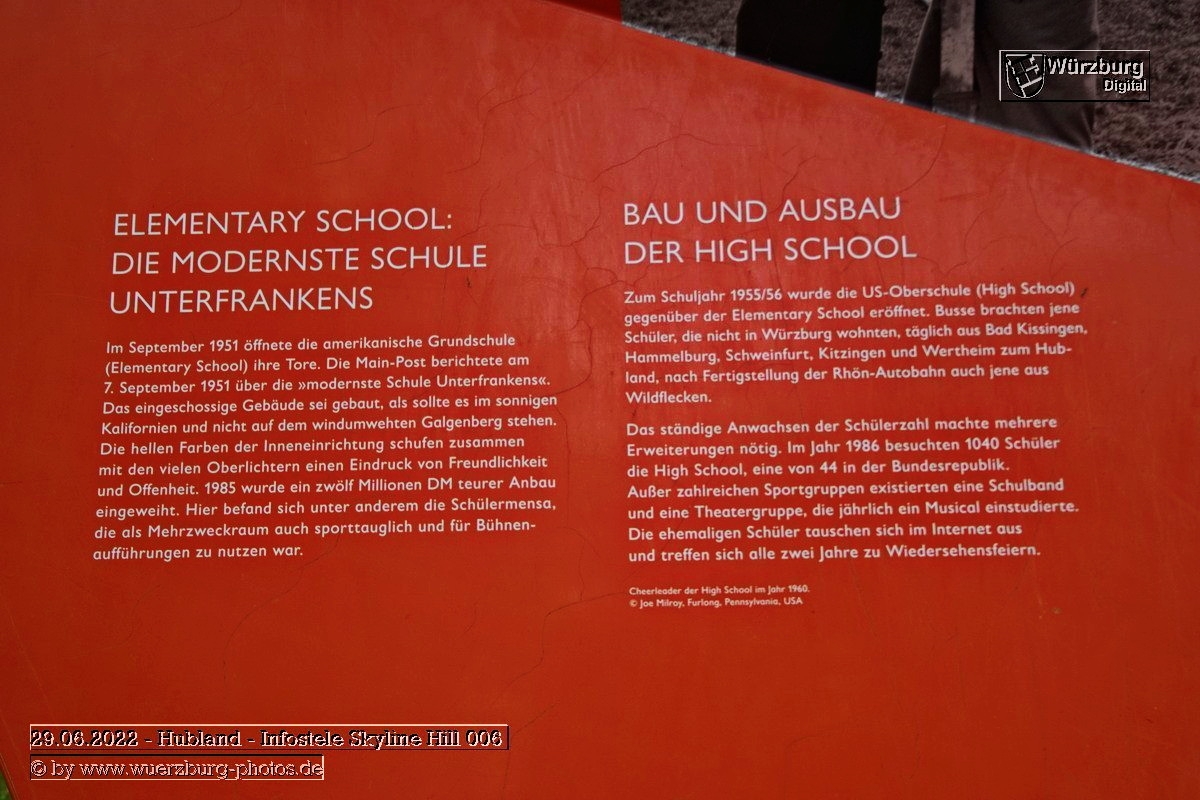 Würzburg
Digital
ELEMENTARY SCHOOL:
DIE MODERNSTE SCHULE
UNTERFRANKENS
Im September 1951 öffnete die amerikanische Grundschule
(Elementary School) ihre Tore. Die Main-Post berichtete am
7. September 1951 über die »modernste Schule Unterfrankens«.
Das eingeschossige Gebäude sei gebaut, als sollte es im sonnigen
Kalifornien und nicht auf dem windumwehten Galgenberg stehen.
Die hellen Farben der Inneneinrichtung schufen zusammen
mit den vielen Oberlichtern einen Eindruck von Freundlichkeit
und Offenheit. 1985 wurde ein zwölf Millionen DM teurer Anbau
eingeweiht. Hier befand sich unter anderem die Schülermensa,
die als Mehrzweckraum auch sporttauglich und für Bühnen-
aufführungen zu nutzen war.
BAU UND AUSBAU
DER HIGH SCHOOL
Zum Schuljahr 1955/56 wurde die US-Oberschule (High School)
gegenüber der Elementary School eröffnet. Busse brachten jene
Schüler, die nicht in Würzburg wohnten, täglich aus Bad Kissingen,
Hammelburg, Schweinfurt, Kitzingen und Wertheim zum Hub-
land, nach Fertigstellung der Rhön-Autobahn auch jene aus
Wildflecken.
Das ständige Anwachsen der Schülerzahl machte mehrere
Erweiterungen nötig. Im Jahr 1986 besuchten 1040 Schüler
die High School, eine von 44 in der Bundesrepublik.
Außer zahlreichen Sportgruppen existierten eine Schulband
und eine Theatergruppe, die jährlich ein Musical einstudierte.
Die ehemaligen Schüler tauschen sich im Internet aus
und treffen sich alle zwei Jahre zu Wiedersehensfeiern.
Cheerleader der High School im Jahr 1960.
© Joe Milroy, Furlong, Pennsylvania, USA
29.06.2022 - Hubland - Infostele Skyline Hill 006
© by www.wuerzburg-photos.de